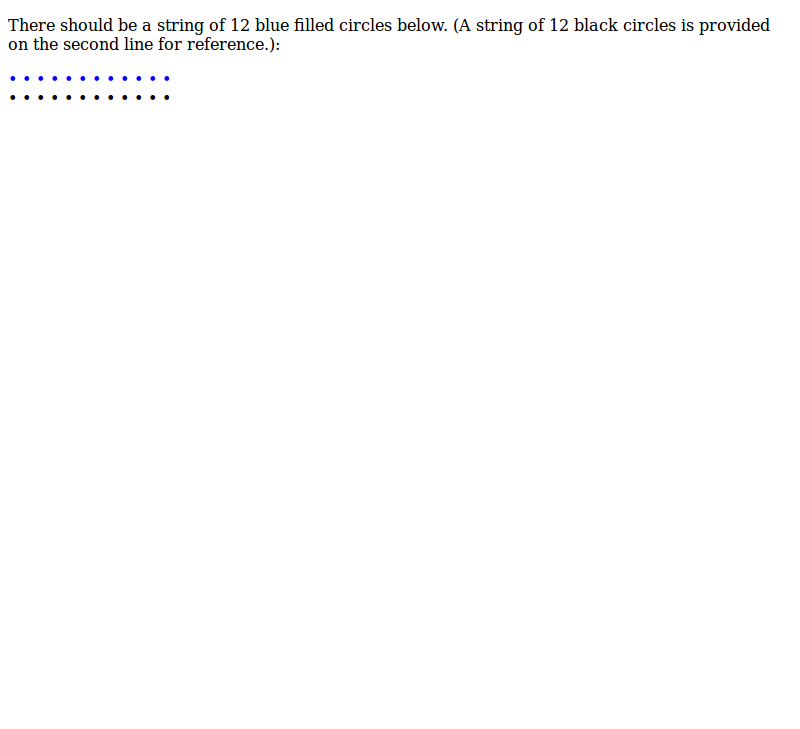 There should be a string of 12 blue filled circles below. (A string of 12 black circles is provided
on the second line for reference.):
• • • • • • • • • • • •
• • • • • • • • • • • •